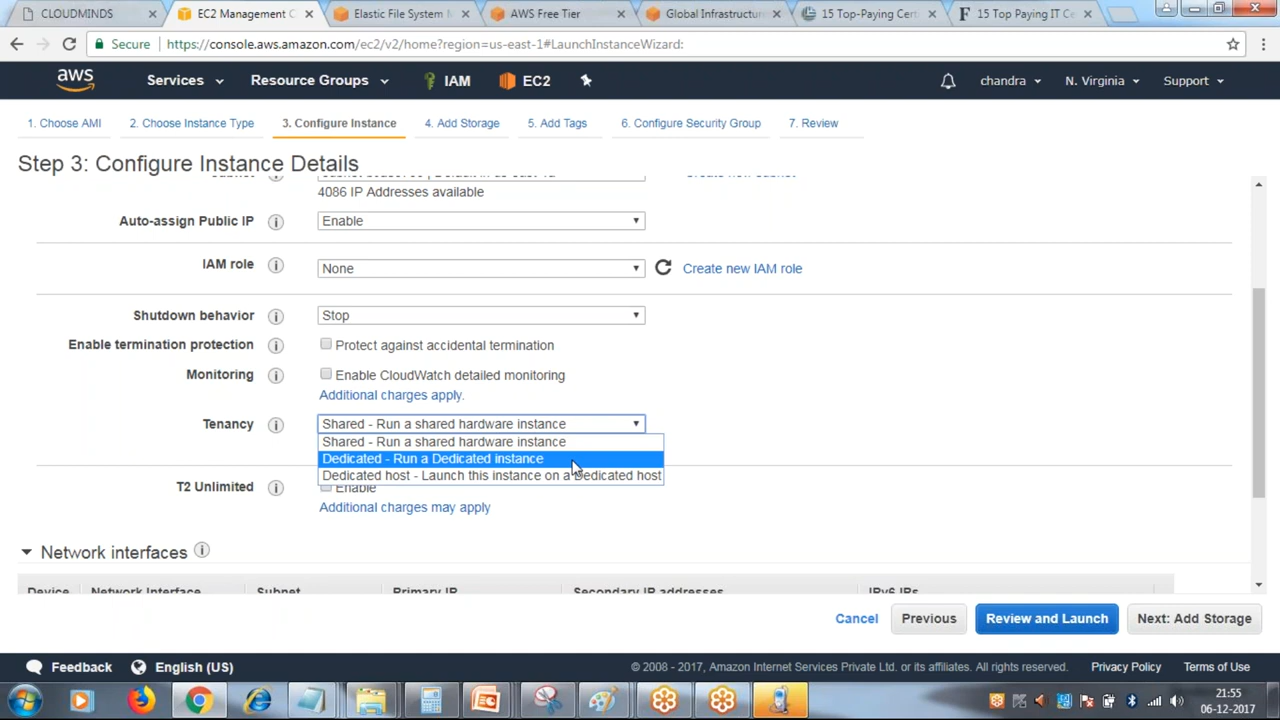 CLOUDMINDS
EC2 Management C
Elastic File System
AWS Free Tier
Global Infrastructur
15 Top-Paying Cert
15 Top Paying IT Ce
Secure
https://console.aws.amazon.com/ec2/v2/home?region=us-east-1#LaunchInstanceWizard:
aws
Services
Resource Groups
IAM
EC2
chandra
N. Virginia
Support
1. Choose AMI
2. Choose Instance Type
3. Configure Instance
4. Add Storage
5. Add Tags
6. Configure Security Group
7. Review
Step 3: Configure Instance Details
4086 IP Addresses available
Auto-assign Public IP
Enable
IAM role
None
Create new IAM role
Shutdown behavior
Stop
Enable termination protection
Protect against accidental termination
Monitoring
Enable CloudWatch detailed monitoring
Additional charges apply.
Tenancy
Shared - Run a shared hardware instance
Shared - Run a shared hardware instance
Dedicated - Run a Dedicated instance
Dedicated host - Launch this instance on a Dedicated host
T2 Unlimited
Enable
Additional charges may apply
Network interfaces
Device
Network Interface
Subnet
Primary IP
Secondary IP addresses
IPv6 IPs
Cancel
Previous
Review and Launch
Next: Add Storage
Feedback
English (US)
© 2008 - 2017, Amazon Internet Services Private Ltd. or its affiliates. All rights reserved.
Privacy Policy
Terms of Use
21:55
06-12-2017